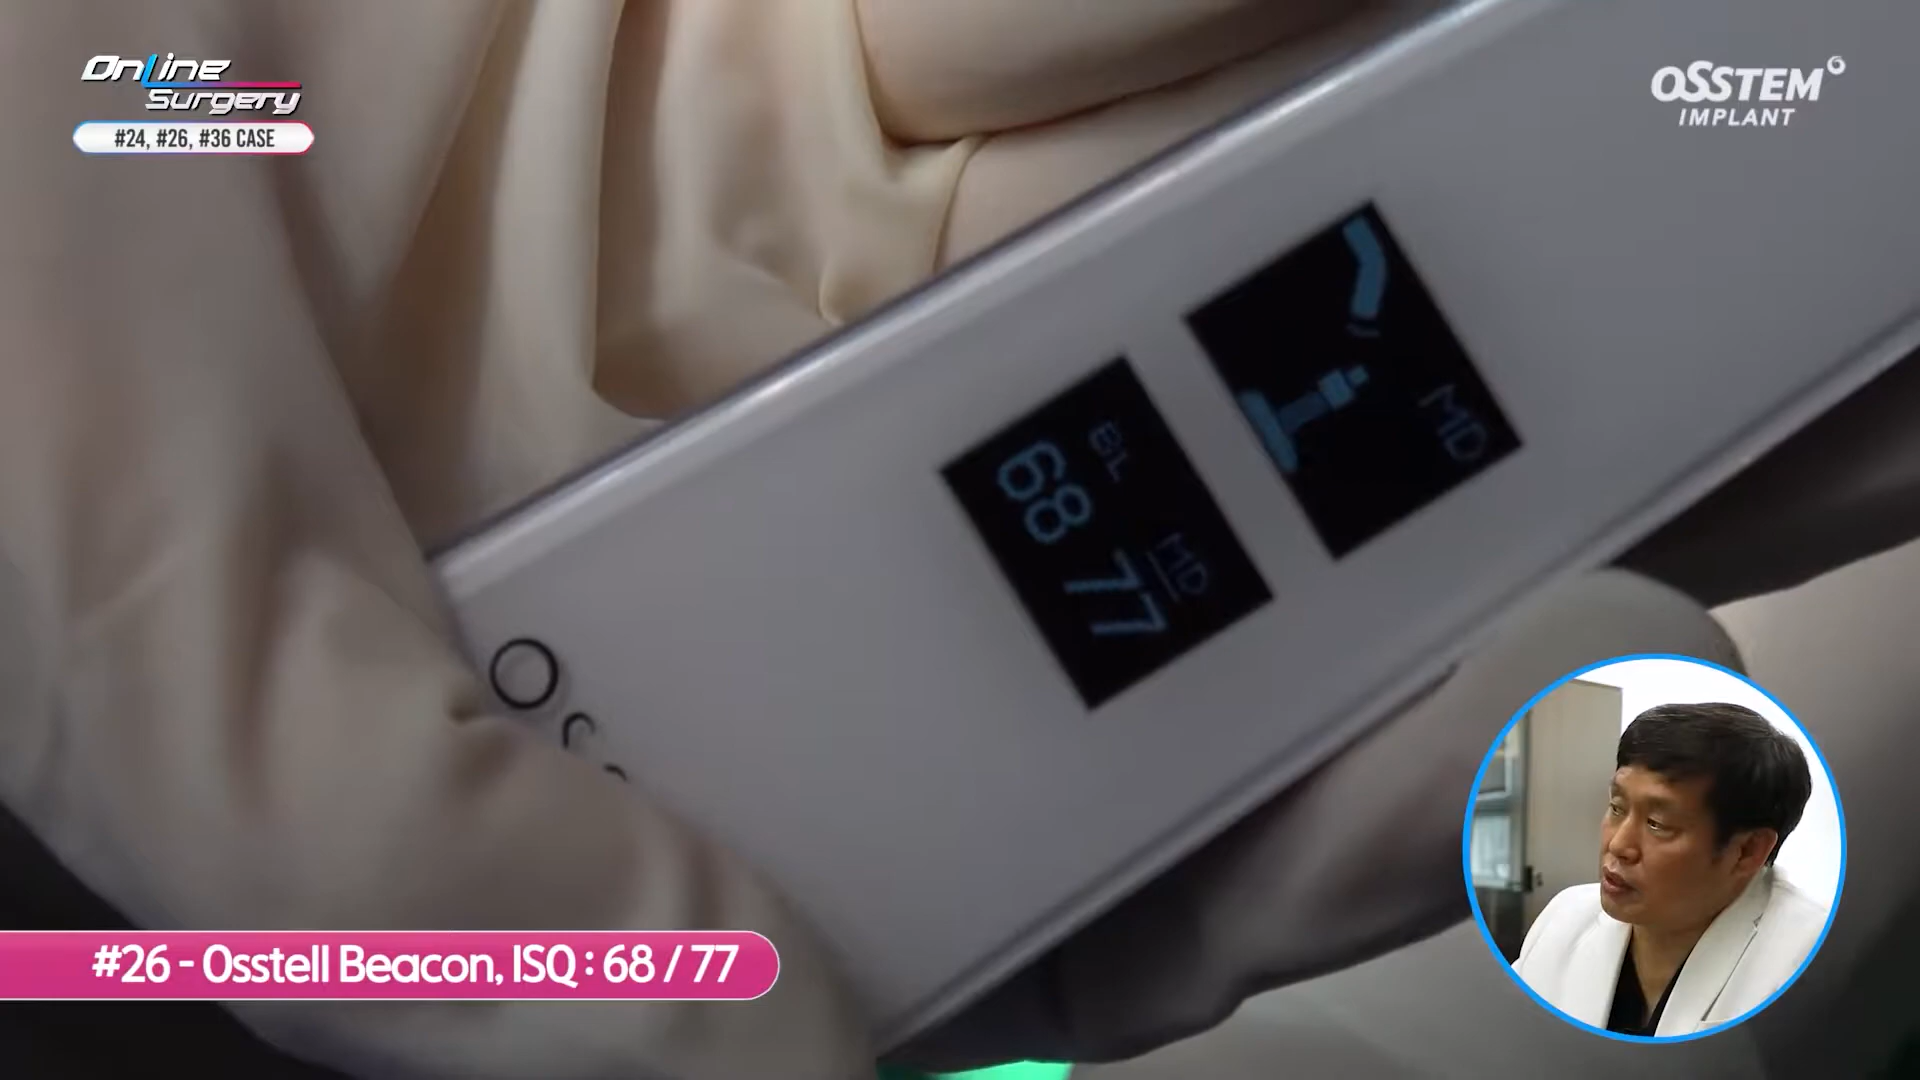 OnLine
Surgery
#24, #26, #36 CASE
OSSTEM
IMPLANT
MD
BL
68
MD
77
Os
#26 - Osstell Beacon, ISQ : 68 / 77